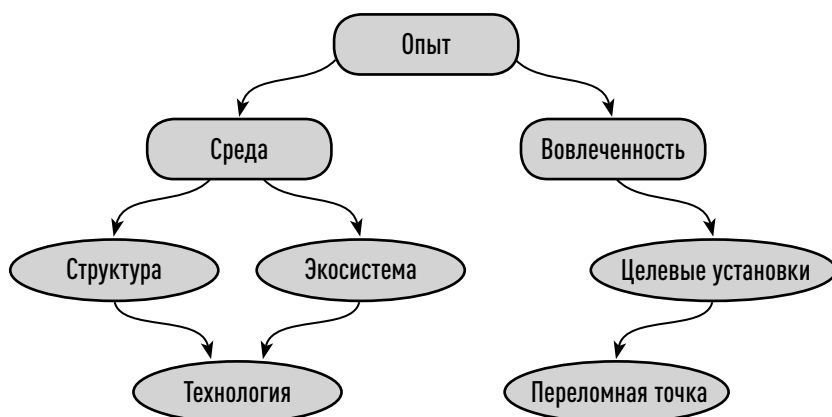 Опыт
Среда
Вовлеченность
Структура
Экосистема
Целевые установки
Технология
Переломная точка